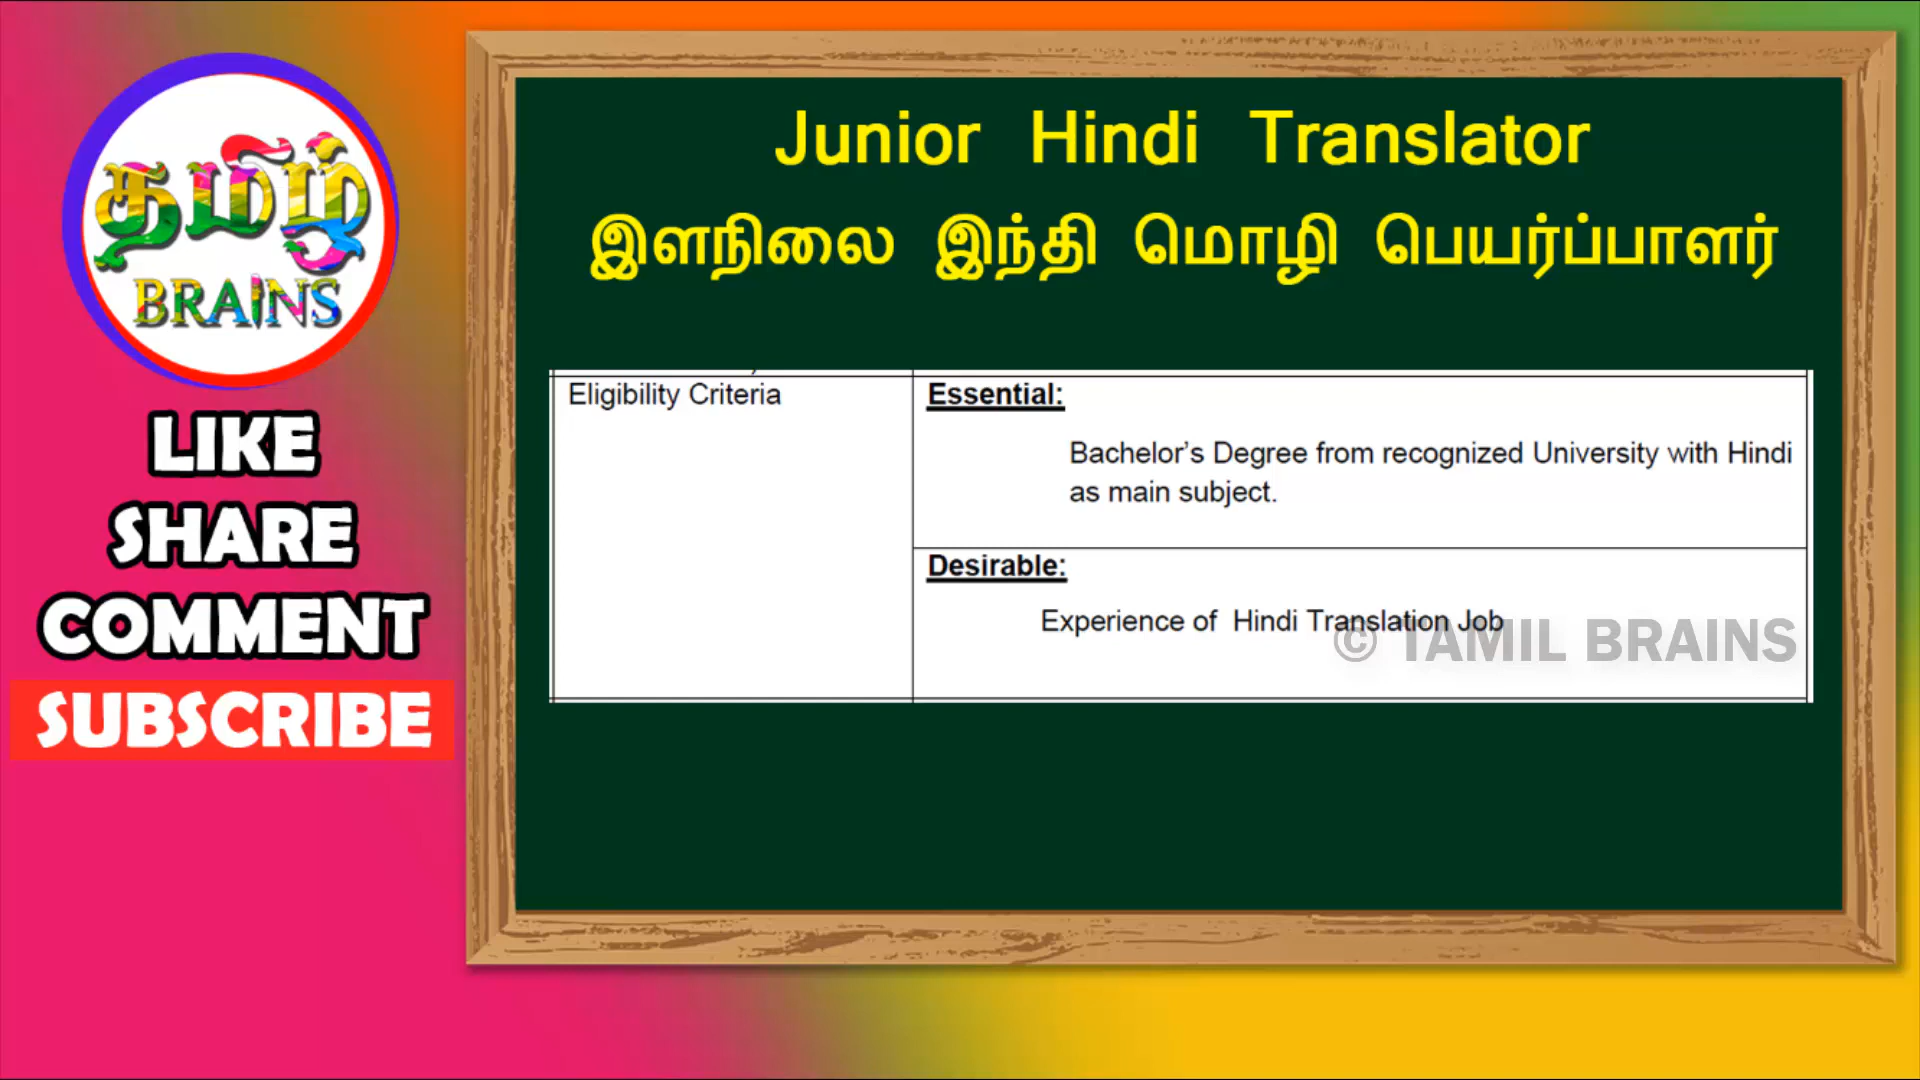 தமிழ்
BRAINS
LIKE
SHARE
COMMENT
SUBSCRIBE
Junior Hindi Translator
இளநிலை இந்தி மொழி பெயர்ப்பாளர்
Eligibility Criteria
Essential:
Bachelor's Degree from recognized University with Hindi
as main subject.
Desirable:
Experience of Hindi Translation Job
© TAMIL BRAINS